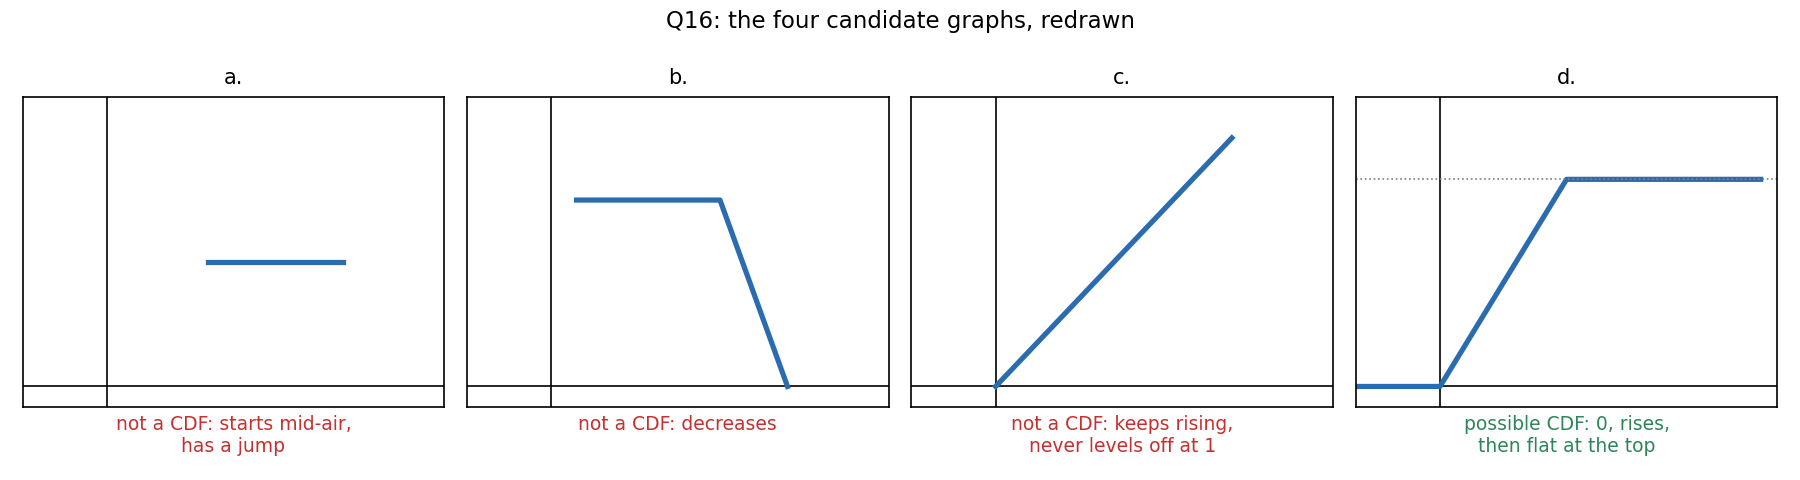 Q16: the four candidate graphs, redrawn
a.
b.
c.
d.
not a CDF: starts mid-air,
has a jump
not a CDF: decreases
not a CDF: keeps rising,
never levels off at 1
possible CDF: 0, rises,
then flat at the top